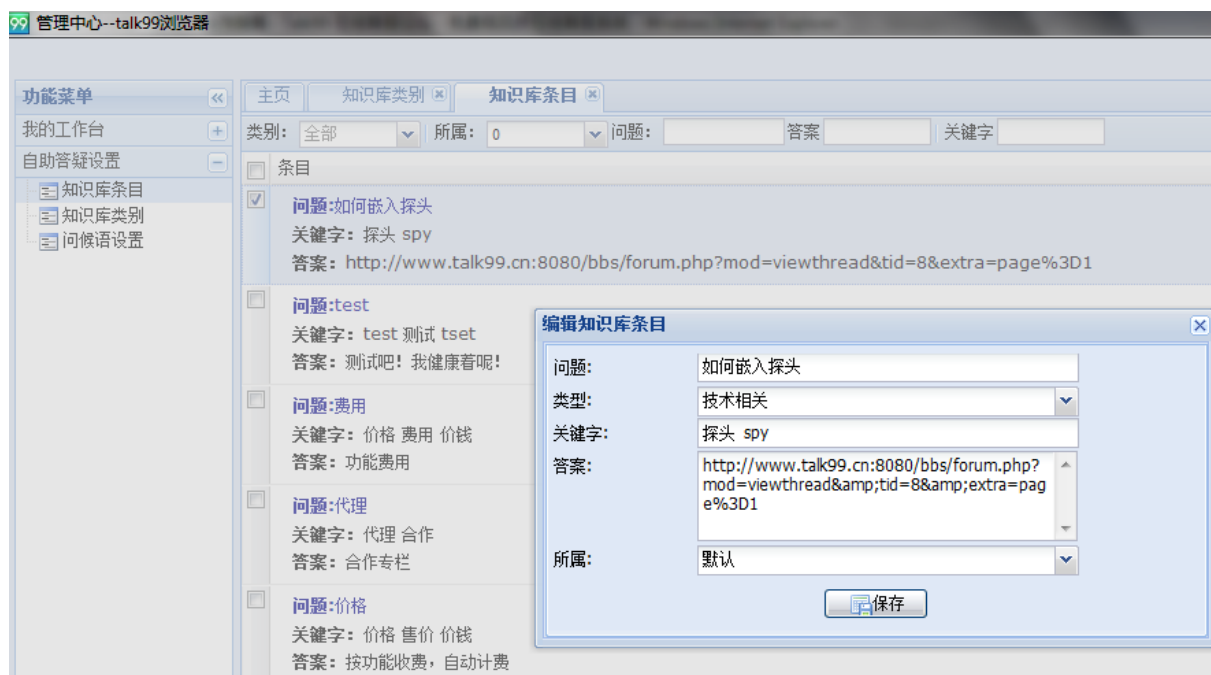 99 管理中心--talk99浏览器
功能菜单
主页 知识库类别 知识库条目
我的工作台
类别: 全部 所属: 0 问题: 答案 关键字
自助答疑设置
条目
知识库条目
知识库类别
问候语设置
问题:如何嵌入探头
关键字: 探头 spy
答案: http://www.talk99.cn:8080/bbs/forum.php?mod=viewthread&tid=8&extra=page%3D1
问题:test
关键字: test 测试 tset
答案: 测试吧! 我健康着呢!
问题:费用
关键字: 价格 费用 价钱
答案: 功能费用
问题:代理
关键字: 代理 合作
答案: 合作专栏
问题:价格
关键字: 价格 售价 价钱
答案: 按功能收费，自动计费
编辑知识库条目
问题: 如何嵌入探头
类型: 技术相关
关键字: 探头 spy
答案: http://www.talk99.cn:8080/bbs/forum.php?
mod=viewthread&amp;tid=8&amp;extra=pag
e%3D1
所属: 默认
保存